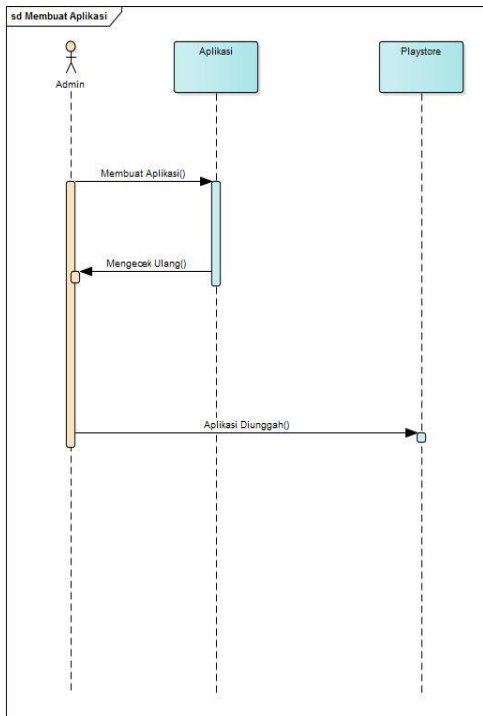 sd Membuat Aplikasi
Aplikasi
Playstore
Admin
Membuat Aplikasi()
Mengecek Ulang()
Aplikasi Diunggah()